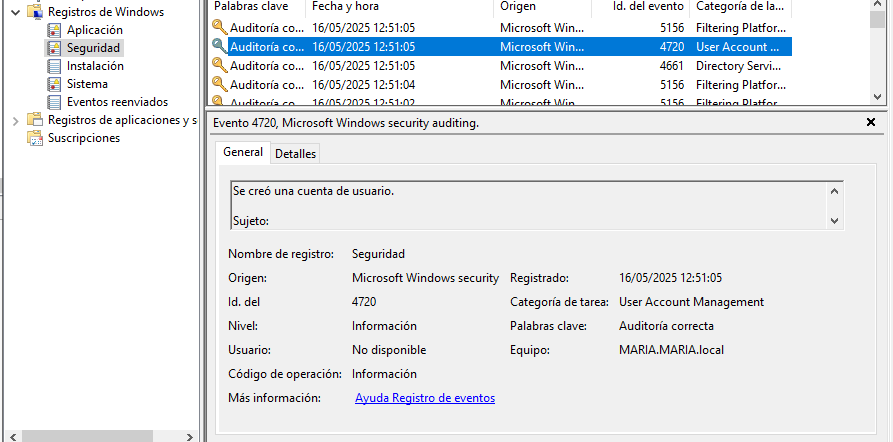 Registros de Windows
Aplicación
Seguridad
Instalación
Sistema
Eventos reenviados
Registros de aplicaciones y s
Suscripciones
Palabras clave Fecha y hora Origen Id. del evento Categoría de la...
Auditoría co... 16/05/2025 12:51:05 Microsoft Win... 5156 Filtering Platfor...
Auditoría co... 16/05/2025 12:51:05 Microsoft Win... 4720 User Account ...
Auditoría co... 16/05/2025 12:51:05 Microsoft Win... 4661 Directory Servi...
Auditoría co... 16/05/2025 12:51:04 Microsoft Win... 5156 Filtering Platfor...
Auditoría co... 16/05/2025 12:51:02 Microsoft Win... 5156 Filtering Platfor...
Evento 4720, Microsoft Windows security auditing.
General Detalles
Se creó una cuenta de usuario.
Sujeto:
Nombre de registro: Seguridad
Origen: Microsoft Windows security Registrado: 16/05/2025 12:51:05
Id. del 4720 Categoría de tarea: User Account Management
Nivel: Información Palabras clave: Auditoría correcta
Usuario: No disponible Equipo: MARIA.MARIA.local
Código de operación: Información
Más información: Ayuda Registro de eventos